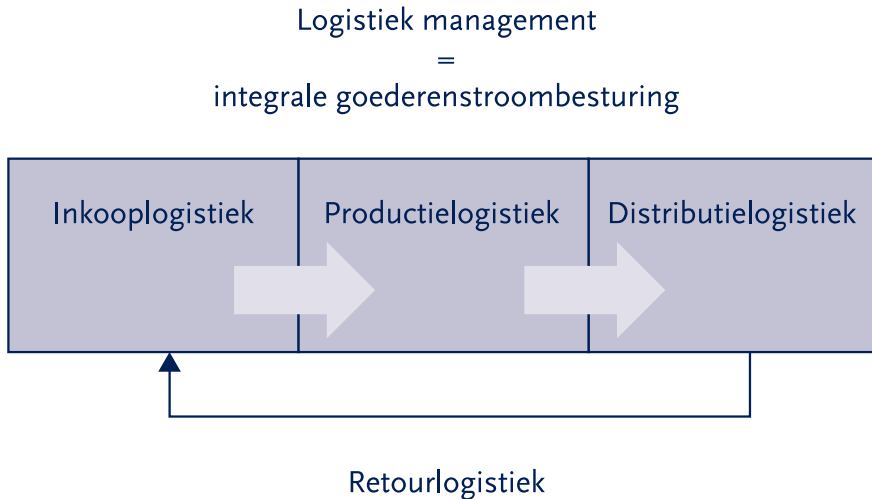 Logistiek management
=
integrale goederenstroombesturing
Inkooplogistiek
Productielogistiek
Distributielogistiek
Retourlogistiek